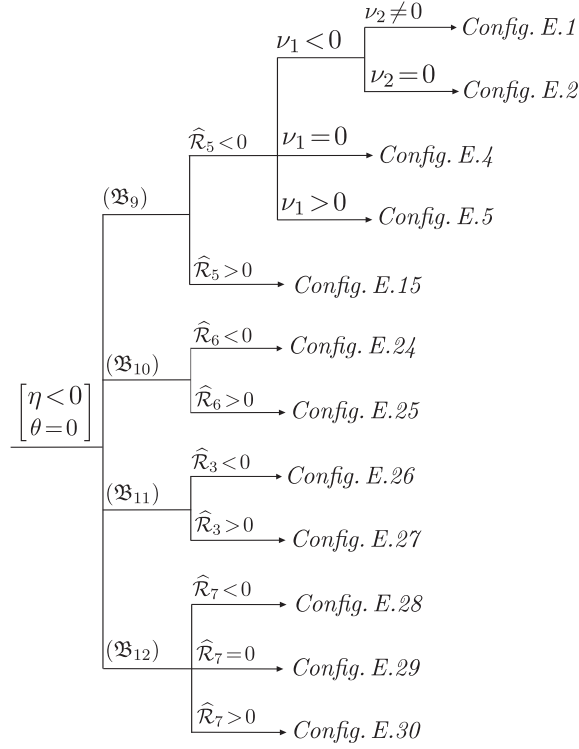 ν₂≠0
Config. E.1
ν₁<0
ν₂=0
Config. E.2
R̂₅<0
ν₁=0
Config. E.4
(𝔅₉)
ν₁>0
Config. E.5
R̂₅>0
Config. E.15
R̂₆<0
Config. E.24
(𝔅₁₀)
[η<0
θ=0]
R̂₆>0
Config. E.25
R̂₃<0
Config. E.26
(𝔅₁₁)
R̂₃>0
Config. E.27
R̂₇<0
Config. E.28
(𝔅₁₂)
R̂₇=0
Config. E.29
R̂₇>0
Config. E.30